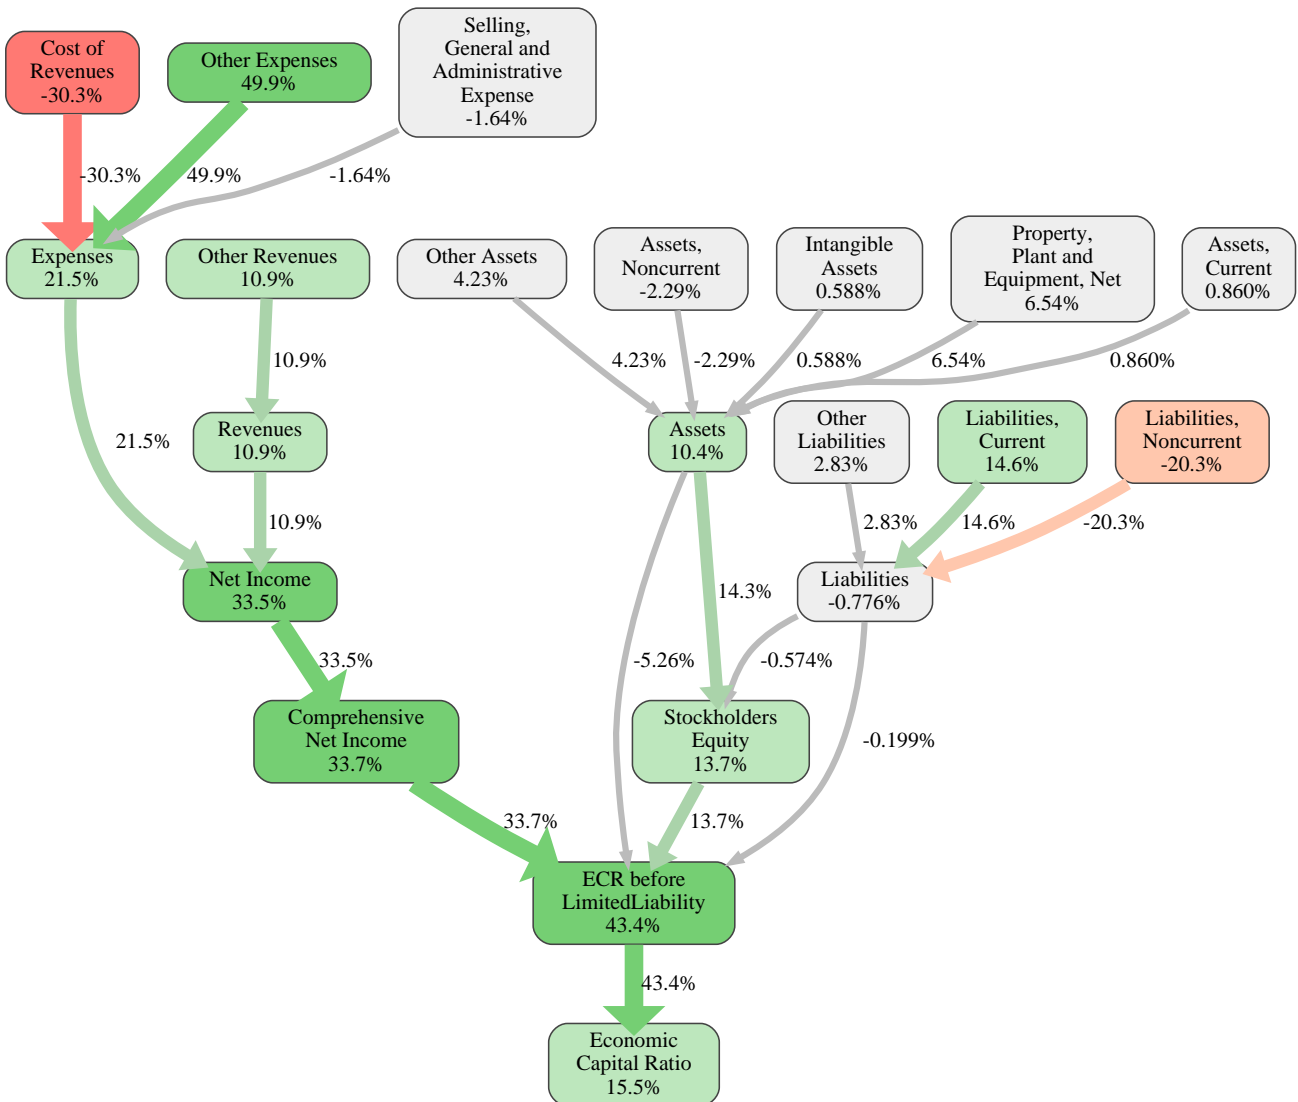 Cost of
Revenues
-30.3%
Other Expenses
49.9%
Selling,
General and
Administrative
Expense
-1.64%
-30.3%
49.9%
-1.64%
Expenses
21.5%
Other Revenues
10.9%
Other Assets
4.23%
Assets,
Noncurrent
-2.29%
Intangible
Assets
0.588%
Property,
Plant and
Equipment, Net
6.54%
Assets,
Current
0.860%
10.9%
4.23%
-2.29%
0.588%
6.54%
0.860%
21.5%
Revenues
10.9%
Assets
10.4%
Other
Liabilities
2.83%
Liabilities,
Current
14.6%
Liabilities,
Noncurrent
-20.3%
10.9%
2.83%
14.6%
-20.3%
Net Income
33.5%
14.3%
Liabilities
-0.776%
33.5%
-5.26%
-0.574%
Comprehensive
Net Income
33.7%
Stockholders
Equity
13.7%
-0.199%
33.7%
13.7%
ECR before
LimitedLiability
43.4%
43.4%
Economic
Capital Ratio
15.5%